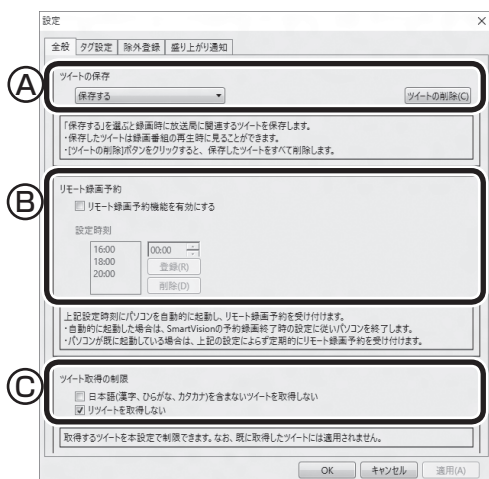 設定
全般 タグ設定 除外登録 盛り上がり通知
Ⓐ
ツイートの保存
保存する ツイートの削除(C)
「保存する」を選ぶと録画時に放送局に関連するツイートを保存します。
・保存したツイートは録画番組の再生時に見ることができます。
・[ツイートの削除]ボタンをクリックすると、保存したツイートをすべて削除します。
Ⓑ
リモート録画予約
リモート録画予約機能を有効にする
設定時刻
16:00 00:00
18:00 登録(R)
20:00 削除(D)
上記設定時刻にパソコンを自動的に起動し、リモート録画予約を受け付けます。
・自動的に起動した場合は、SmartVisionの予約録画終了時の設定に従いパソコンを終了します。
・パソコンが既に起動している場合は、上記の設定によらず定期的にリモート録画予約を受け付けます。
Ⓒ
ツイート取得の制限
日本語(漢字、ひらがな、カタカナ)を含まないツイートを取得しない
リツイートを取得しない
取得するツイートを本設定で制限できます。なお、既に取得したツイートには適用されません。
OK キャンセル 適用(A)